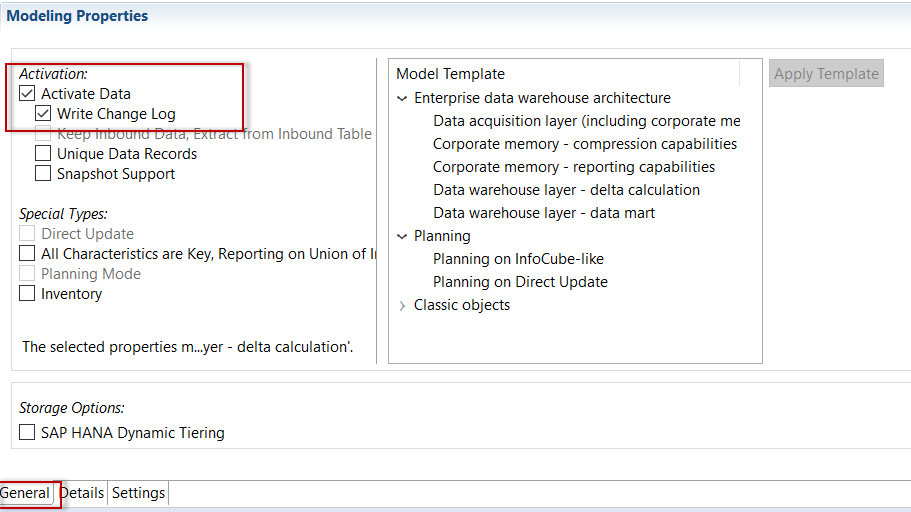 Modeling Properties
Activation:
Activate Data
Write Change Log
Keep Inbound Data, Extract from Inbound Table
Unique Data Records
Snapshot Support
Special Types:
Direct Update
All Characteristics are Key, Reporting on Union of I
Planning Mode
Inventory
The selected properties m...yer - delta calculation'.
Model Template
Enterprise data warehouse architecture
Data acquisition layer (including corporate me
Corporate memory - compression capabilities
Corporate memory - reporting capabilities
Data warehouse layer - delta calculation
Data warehouse layer - data mart
Planning
Planning on InfoCube-like
Planning on Direct Update
Classic objects
Apply Template
Storage Options:
SAP HANA Dynamic Tiering
General Details Settings